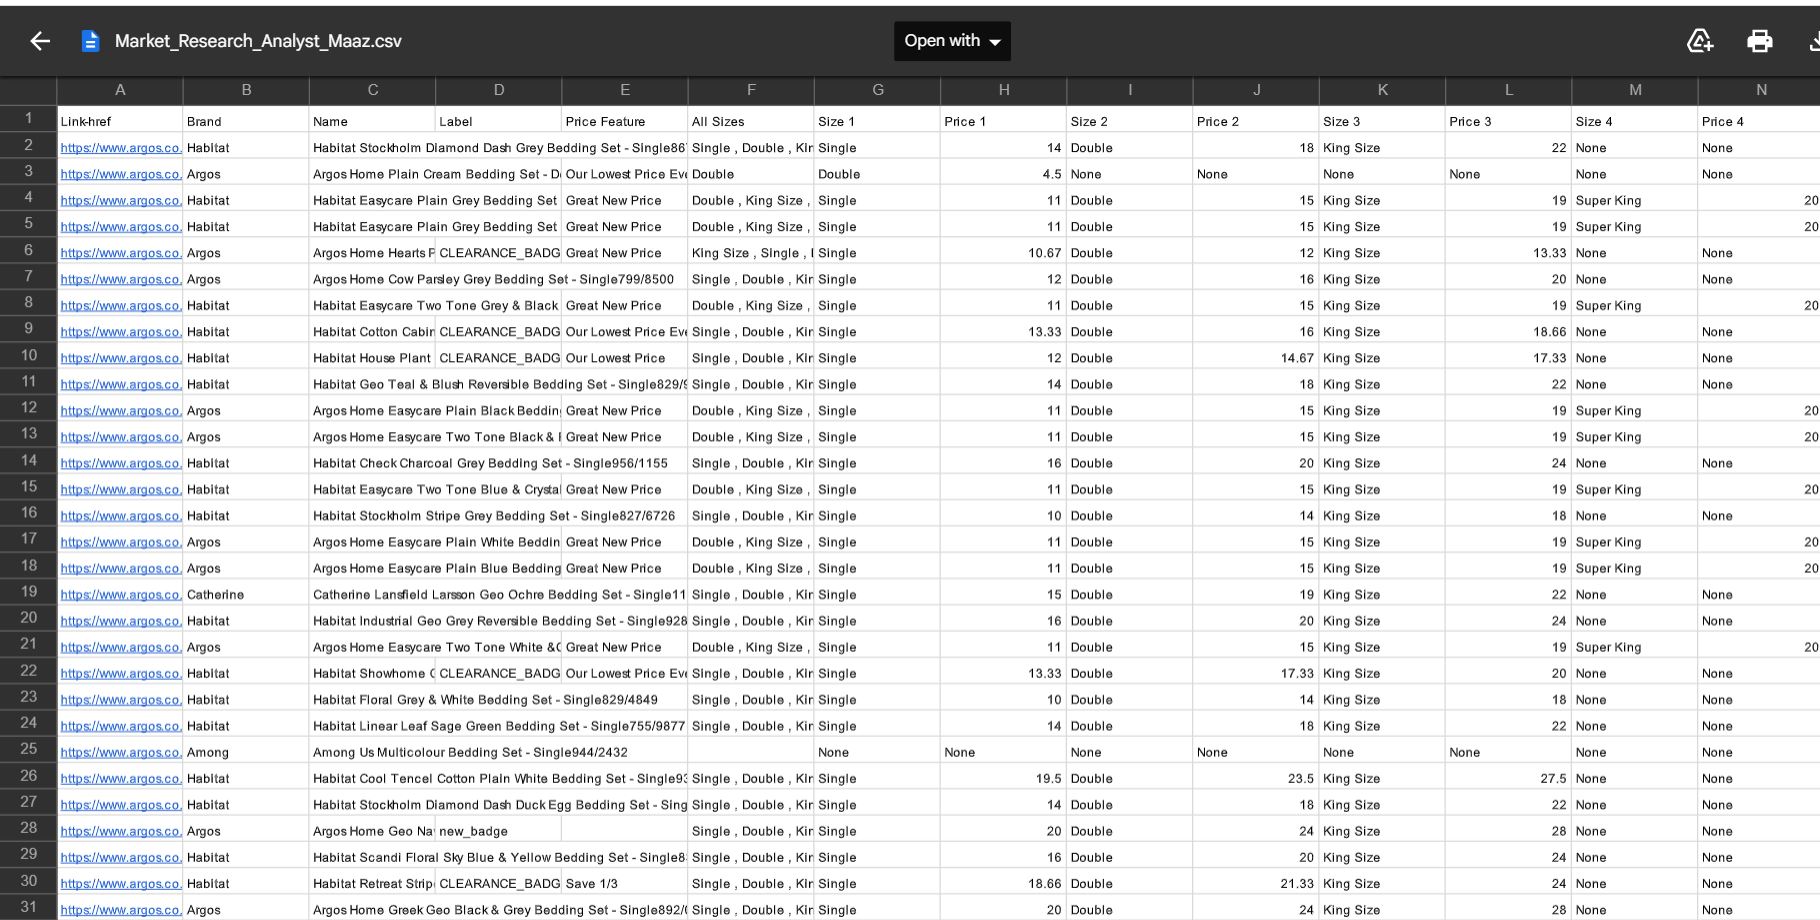 Market_Research_Analyst_Maaz.csv Open with
A B C D E F G H I J K L M N
1 Link-href Brand Name Label Price Feature All Sizes Size 1 Price 1 Size 2 Price 2 Size 3 Price 3 Size 4 Price 4
2 https://www.argos.co. Habitat Habitat Stockholm Diamond Dash Grey Bedding Set - Single86 Single , Double , Kin Single 14 Double 18 King Size 22 None None
3 https://www.argos.co. Argos Argos Home Plain Cream Bedding Set - D Our Lowest Price Eve Double Double 4.5 None None None None None None
4 https://www.argos.co. Habitat Habitat Easycare Plain Grey Bedding Set Great New Price Double , King Size , Single 11 Double 15 King Size 19 Super King 20
5 https://www.argos.co. Habitat Habitat Easycare Plain Grey Bedding Set Great New Price Double , King Size , Single 11 Double 15 King Size 19 Super King 20
6 https://www.argos.co. Argos Argos Home Hearts P CLEARANCE_BADG Great New Price King Size , Single , Single 10.67 Double 12 King Size 13.33 None None
7 https://www.argos.co. Argos Argos Home Cow Parsley Grey Bedding Set - Single799/8500 Single , Double , Kin Single 12 Double 16 King Size 20 None None
8 https://www.argos.co. Habitat Habitat Easycare Two Tone Grey & Black Great New Price Double , King Size , Single 11 Double 15 King Size 19 Super King 20
9 https://www.argos.co. Habitat Habitat Cotton Cabin CLEARANCE_BADG Our Lowest Price Eve Single , Double , Kin Single 13.33 Double 16 King Size 18.66 None None
10 https://www.argos.co. Habitat Habitat House Plant CLEARANCE_BADG Our Lowest Price Single , Double , Kin Single 12 Double 14.67 King Size 17.33 None None
11 https://www.argos.co. Habitat Habitat Geo Teal & Blush Reversible Bedding Set - Single829/9 Single , Double , Kin Single 14 Double 18 King Size 22 None None
12 https://www.argos.co. Argos Argos Home Easycare Plain Black Beddin Great New Price Double , King Size , Single 11 Double 15 King Size 19 Super King 20
13 https://www.argos.co. Argos Argos Home Easycare Two Tone Black & Great New Price Double , King Size , Single 11 Double 15 King Size 19 Super King 20
14 https://www.argos.co. Habitat Habitat Check Charcoal Grey Bedding Set - Single956/1155 Single , Double , Kin Single 16 Double 20 King Size 24 None None
15 https://www.argos.co. Habitat Habitat Easycare Two Tone Blue & Crystal Great New Price Double , King Size , Single 11 Double 15 King Size 19 Super King 20
16 https://www.argos.co. Habitat Habitat Stockholm Stripe Grey Bedding Set - Single827/6726 Single , Double , Kin Single 10 Double 14 King Size 18 None None
17 https://www.argos.co. Argos Argos Home Easycare Plain White Beddin Great New Price Double , King Size , Single 11 Double 15 King Size 19 Super King 20
18 https://www.argos.co. Argos Argos Home Easycare Plain Blue Bedding Great New Price Double , King Size , Single 11 Double 15 King Size 19 Super King 20
19 https://www.argos.co. Catherine Catherine Lansfield Larsson Geo Ochre Bedding Set - Single11 Single , Double , Kin Single 15 Double 19 King Size 22 None None
20 https://www.argos.co. Habitat Habitat Industrial Geo Grey Reversible Bedding Set - Single928 Single , Double , Kin Single 16 Double 20 King Size 24 None None
21 https://www.argos.co. Argos Argos Home Easycare Two Tone White &C Great New Price Double , King Size , Single 11 Double 15 King Size 19 Super King 20
22 https://www.argos.co. Habitat Habitat Showhome CLEARANCE_BADG Our Lowest Price Eve Single , Double , Kin Single 13.33 Double 17.33 King Size 20 None None
23 https://www.argos.co. Habitat Habitat Floral Grey & White Bedding Set - Single829/4849 Single , Double , Kin Single 10 Double 14 King Size 18 None None
24 https://www.argos.co. Habitat Habitat Linear Leaf Sage Green Bedding Set - Single755/9877 Single , Double , Kin Single 14 Double 18 King Size 22 None None
25 https://www.argos.co. Among Among Us Multicolour Bedding Set - Single944/2432 None None None None None None None None
26 https://www.argos.co. Habitat Habitat Cool Tencel Cotton Plain White Bedding Set - Single93 Single , Double , Kin Single 19.5 Double 23.5 King Size 27.5 None None
27 https://www.argos.co. Habitat Habitat Stockholm Diamond Dash Duck Egg Bedding Set - Sing Single , Double , Kin Single 14 Double 18 King Size 22 None None
28 https://www.argos.co. Argos Argos Home Geo Na new_badge Single , Double , Kin Single 20 Double 24 King Size 28 None None
29 https://www.argos.co. Habitat Habitat Scandi Floral Sky Blue & Yellow Bedding Set - Single8 Single , Double , Kin Single 16 Double 20 King Size 24 None None
30 https://www.argos.co. Habitat Habitat Retreat Strip CLEARANCE_BADG Save 1/3 Single , Double , Kin Single 18.66 Double 21.33 King Size 24 None None
31 https://www.argos.co. Argos Argos Home Greek Geo Black & Grey Bedding Set - Single892/ Single , Double , Kin Single 20 Double 24 King Size 28 None None